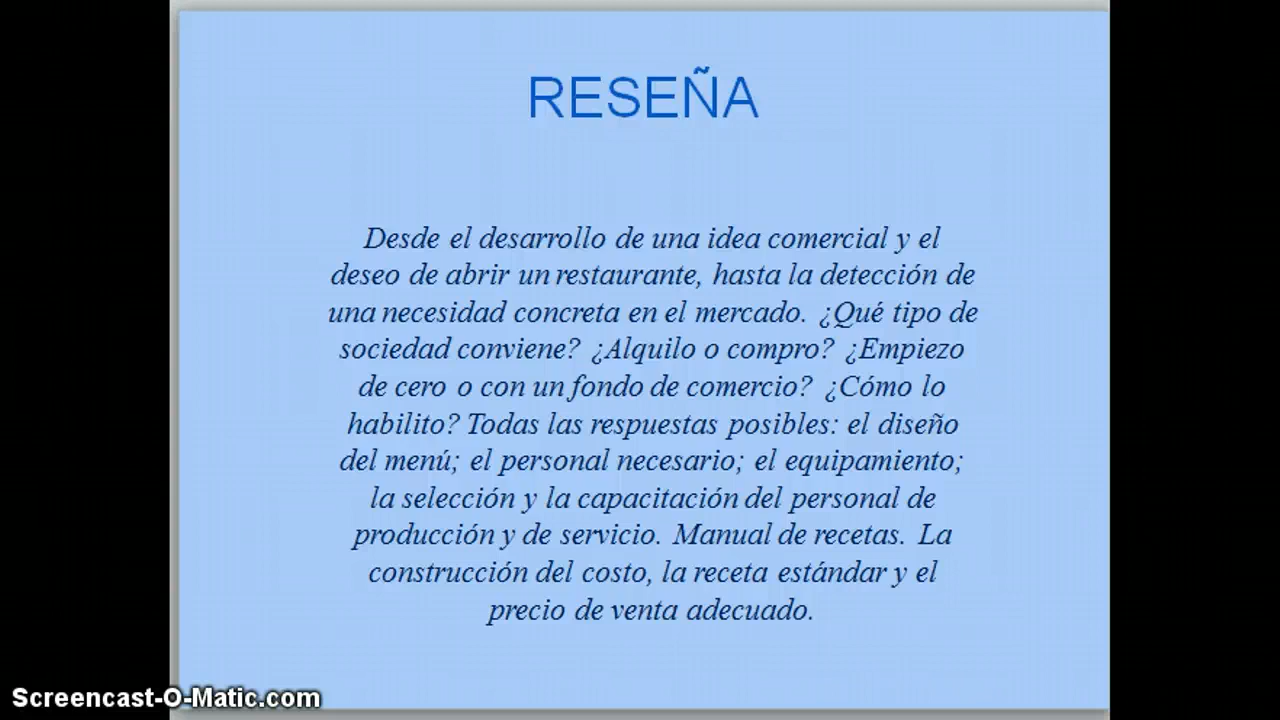 RESEÑA
Desde el desarrollo de una idea comercial y el
deseo de abrir un restaurante, hasta la detección de
una necesidad concreta en el mercado. ¿Qué tipo de
sociedad conviene? ¿Alquilo o compro? ¿Empiezo
de cero o con un fondo de comercio? ¿Cómo lo
habilito? Todas las respuestas posibles: el diseño
del menú; el personal necesario; el equipamiento;
la selección y la capacitación del personal de
producción y de servicio. Manual de recetas. La
construcción del costo, la receta estándar y el
precio de venta adecuado.
Screencast-O-Matic.com